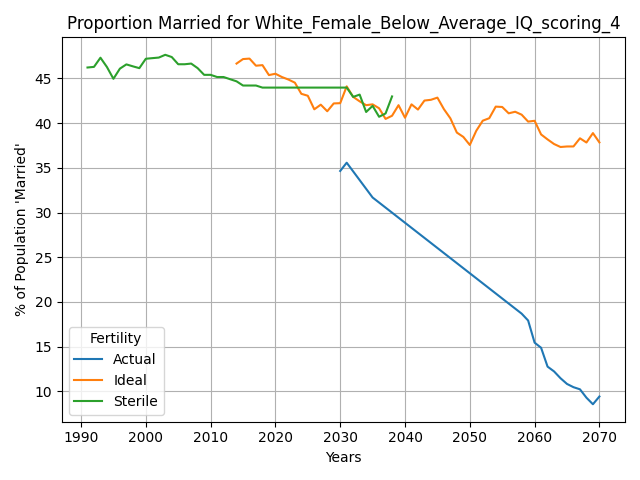 Proportion Married for White_Female_Below_Average_IQ_scoring_4
% of Population 'Married'
45
40
35
30
25
20
15
10
Fertility
Actual
Ideal
Sterile
1990 2000 2010 2020 2030 2040 2050 2060 2070
Years